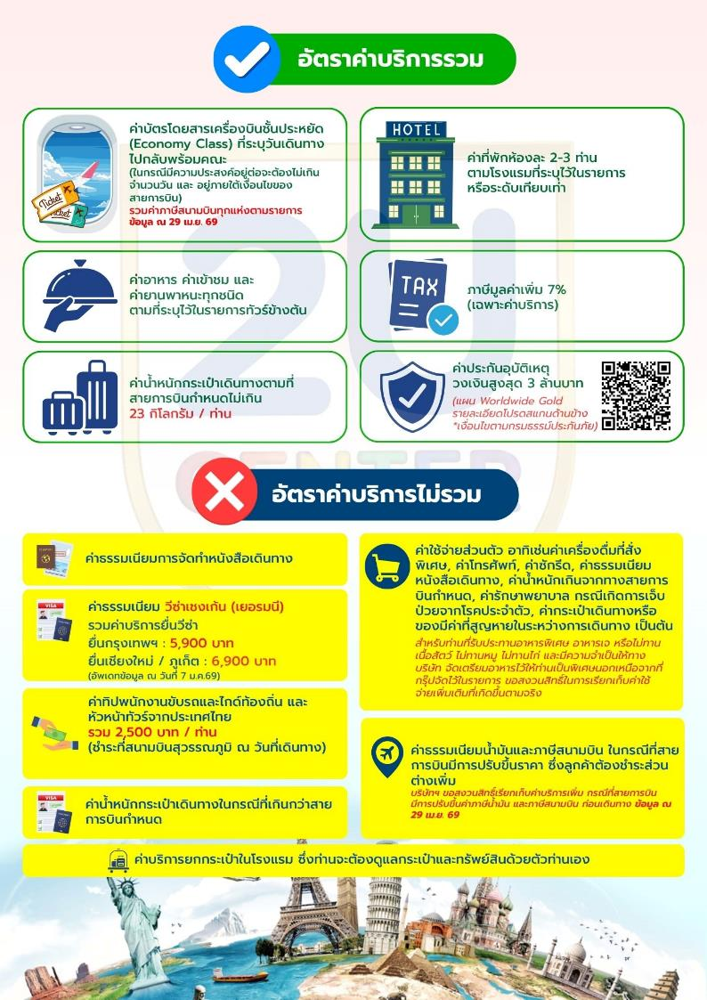 อัตราค่าบริการรวม
ค่าบัตรโดยสารเครื่องบินชั้นประหยัด
(Economy Class) ที่ระบุวันเดินทาง
ไปกลับพร้อมคณะ
(ในกรณีมีความประสงค์อยู่ต่อจะต้องไม่เกิน
จำนวนวัน และ อยู่ภายใต้เงื่อนไขของ
สายการบิน)
รวมค่าภาษีสนามบินทุกแห่งตามรายการ
ข้อมูล ณ 29 เม.ย. 69
Ticket
Ticket
HOTEL
ค่าที่พักห้องละ 2-3 ท่าน
ตามโรงแรมที่ระบุไว้ในรายการ
หรือระดับเทียบเท่า
ค่าอาหาร ค่าเข้าชม และ
ค่ายานพาหนะทุกชนิด
ตามที่ระบุไว้ในรายการทัวร์ข้างต้น
TAX
ภาษีมูลค่าเพิ่ม 7%
(เฉพาะค่าบริการ)
ค่าน้ำหนักกระเป๋าเดินทางตามที่
สายการบินกำหนดไม่เกิน
23 กิโลกรัม / ท่าน
ค่าประกันอุบัติเหตุ
วงเงินสูงสุด 3 ล้านบาท
(แผน Worldwide Gold
รายละเอียดโปรดสแกนด้านข้าง
*เงื่อนไขตามกรมธรรม์ประกันภัย)
2U
CENTER
อัตราค่าบริการไม่รวม
ค่าธรรมเนียมการจัดทำหนังสือเดินทาง
VISA
ค่าธรรมเนียม วีซ่าเชงเก้น (เยอรมนี)
รวมค่าบริการยื่นวีซ่า
ยื่นกรุงเทพฯ : 5,900 บาท
ยื่นเชียงใหม่ / ภูเก็ต : 6,900 บาท
(อัพเดทข้อมูล ณ วันที่ 7 ม.ค.69)
ค่าทิปพนักงานขับรถและไกด์ท้องถิ่น และ
หัวหน้าทัวร์จากประเทศไทย
รวม 2,500 บาท / ท่าน
(ชำระที่สนามบินสุวรรณภูมิ ณ วันที่เดินทาง)
VISA
ค่าน้ำหนักกระเป๋าเดินทางในกรณีที่เกินกว่าสาย
การบินกำหนด
ค่าใช้จ่ายส่วนตัว อาทิเช่นค่าเครื่องดื่มที่สั่ง
พิเศษ, ค่าโทรศัพท์, ค่าซักรีด, ค่าธรรมเนียม
หนังสือเดินทาง, ค่าน้ำหนักเกินจากทางสายการ
บินกำหนด, ค่ารักษาพยาบาล กรณีเกิดการเจ็บ
ป่วยจากโรคประจำตัว, ค่ากระเป๋าเดินทางหรือ
ของมีค่าที่สูญหายในระหว่างการเดินทาง เป็นต้น
สำหรับท่านที่รับประทานอาหารพิเศษ อาหารเจ หรือไม่ทาน
เนื้อสัตว์ ไม่ทานหมู ไม่ทานไก่ และมีความจำเป็นให้ทาง
บริษัท จัดเตรียมอาหารไว้ให้ท่านเป็นพิเศษนอกเหนือจากที่
กรุ๊ปจัดไว้ในรายการ ขอสงวนสิทธิ์ในการเรียกเก็บค่าใช้
จ่ายเพิ่มเติมที่เกิดขึ้นตามจริง
ค่าธรรมเนียมน้ำมันและภาษีสนามบิน ในกรณีที่สาย
การบินมีการปรับขึ้นราคา ซึ่งลูกค้าต้องชำระส่วน
ต่างเพิ่ม
บริษัทฯ ขอสงวนสิทธิ์เรียกเก็บค่าบริการเพิ่ม กรณีที่สายการบิน
มีการปรับขึ้นค่าภาษีน้ำมัน และภาษีสนามบิน ก่อนเดินทาง ข้อมูล ณ
29 เม.ย. 69
ค่าบริการยกกระเป๋าในโรงแรม ซึ่งท่านจะต้องดูแลกระเป๋าและทรัพย์สินด้วยตัวท่านเอง